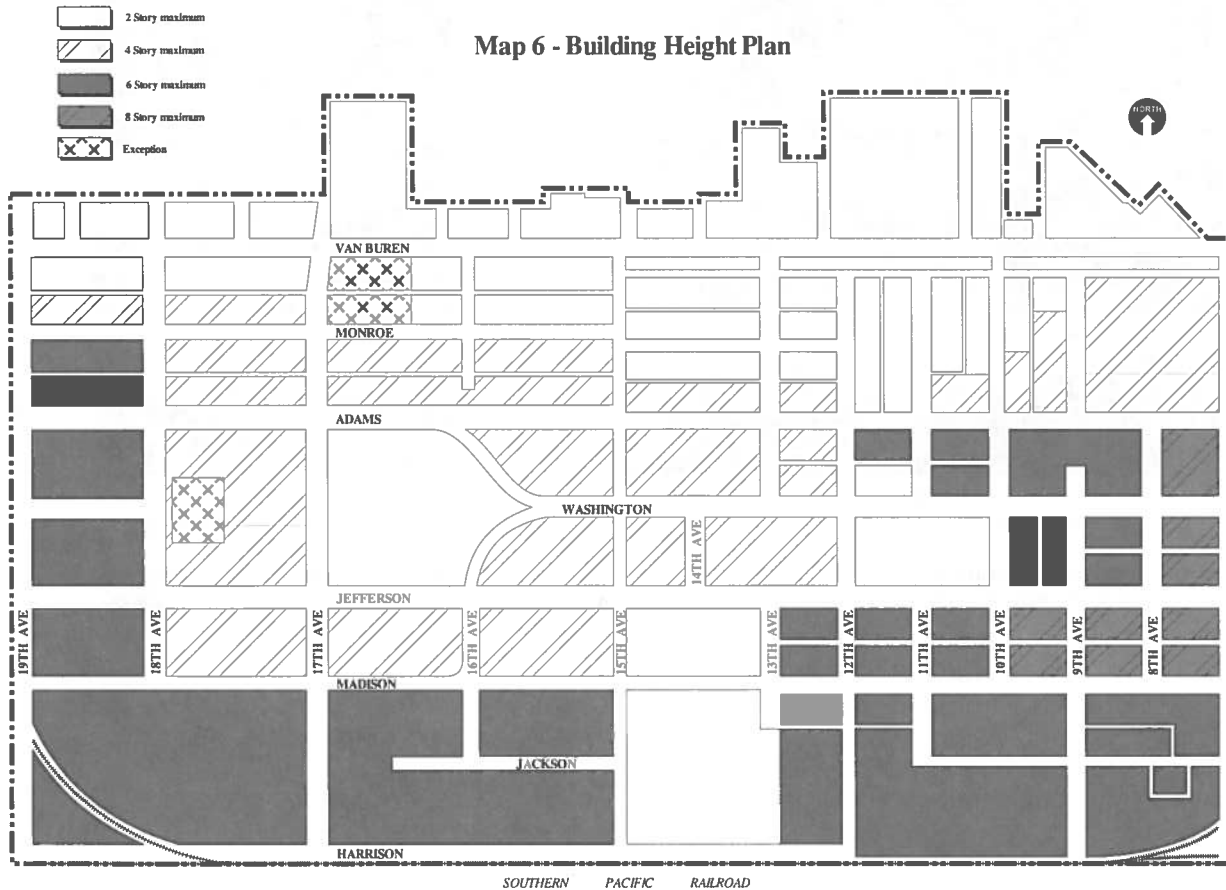 2 Story maximum
4 Story maximum
6 Story maximum
8 Story maximum
Exception
Map 6 - Building Height Plan
NORTH
VAN BUREN
MONROE
ADAMS
WASHINGTON
14TH AVE
JEFFERSON
19TH AVE
18TH AVE
17TH AVE
16TH AVE
15TH AVE
13TH AVE
12TH AVE
11TH AVE
10TH AVE
9TH AVE
8TH AVE
MADISON
JACKSON
HARRISON
SOUTHERN PACIFIC RAILROAD